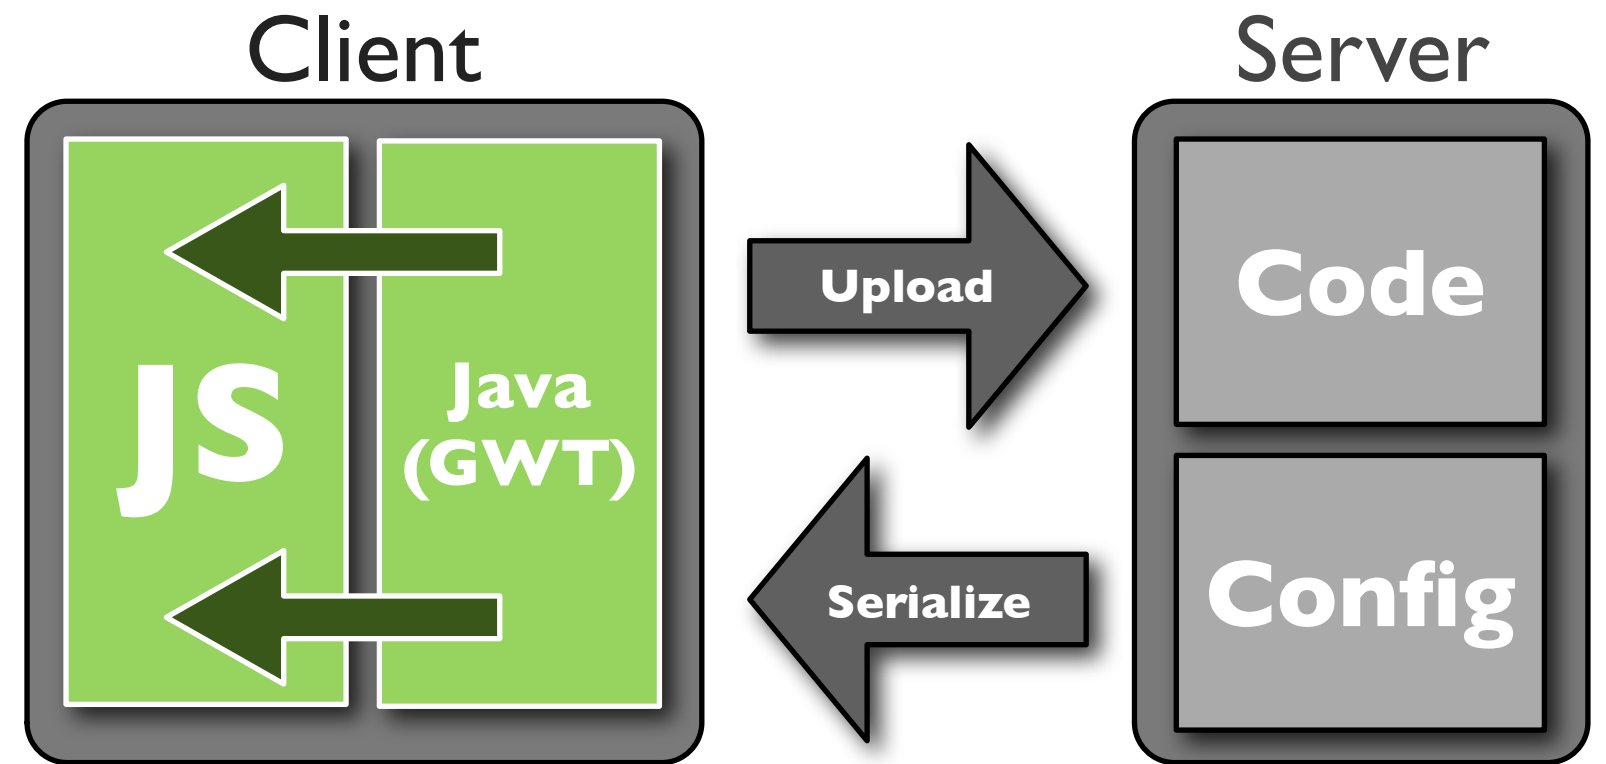 Client
Server
JS
Java
(GWT)
Upload
Serialize
Code
Config